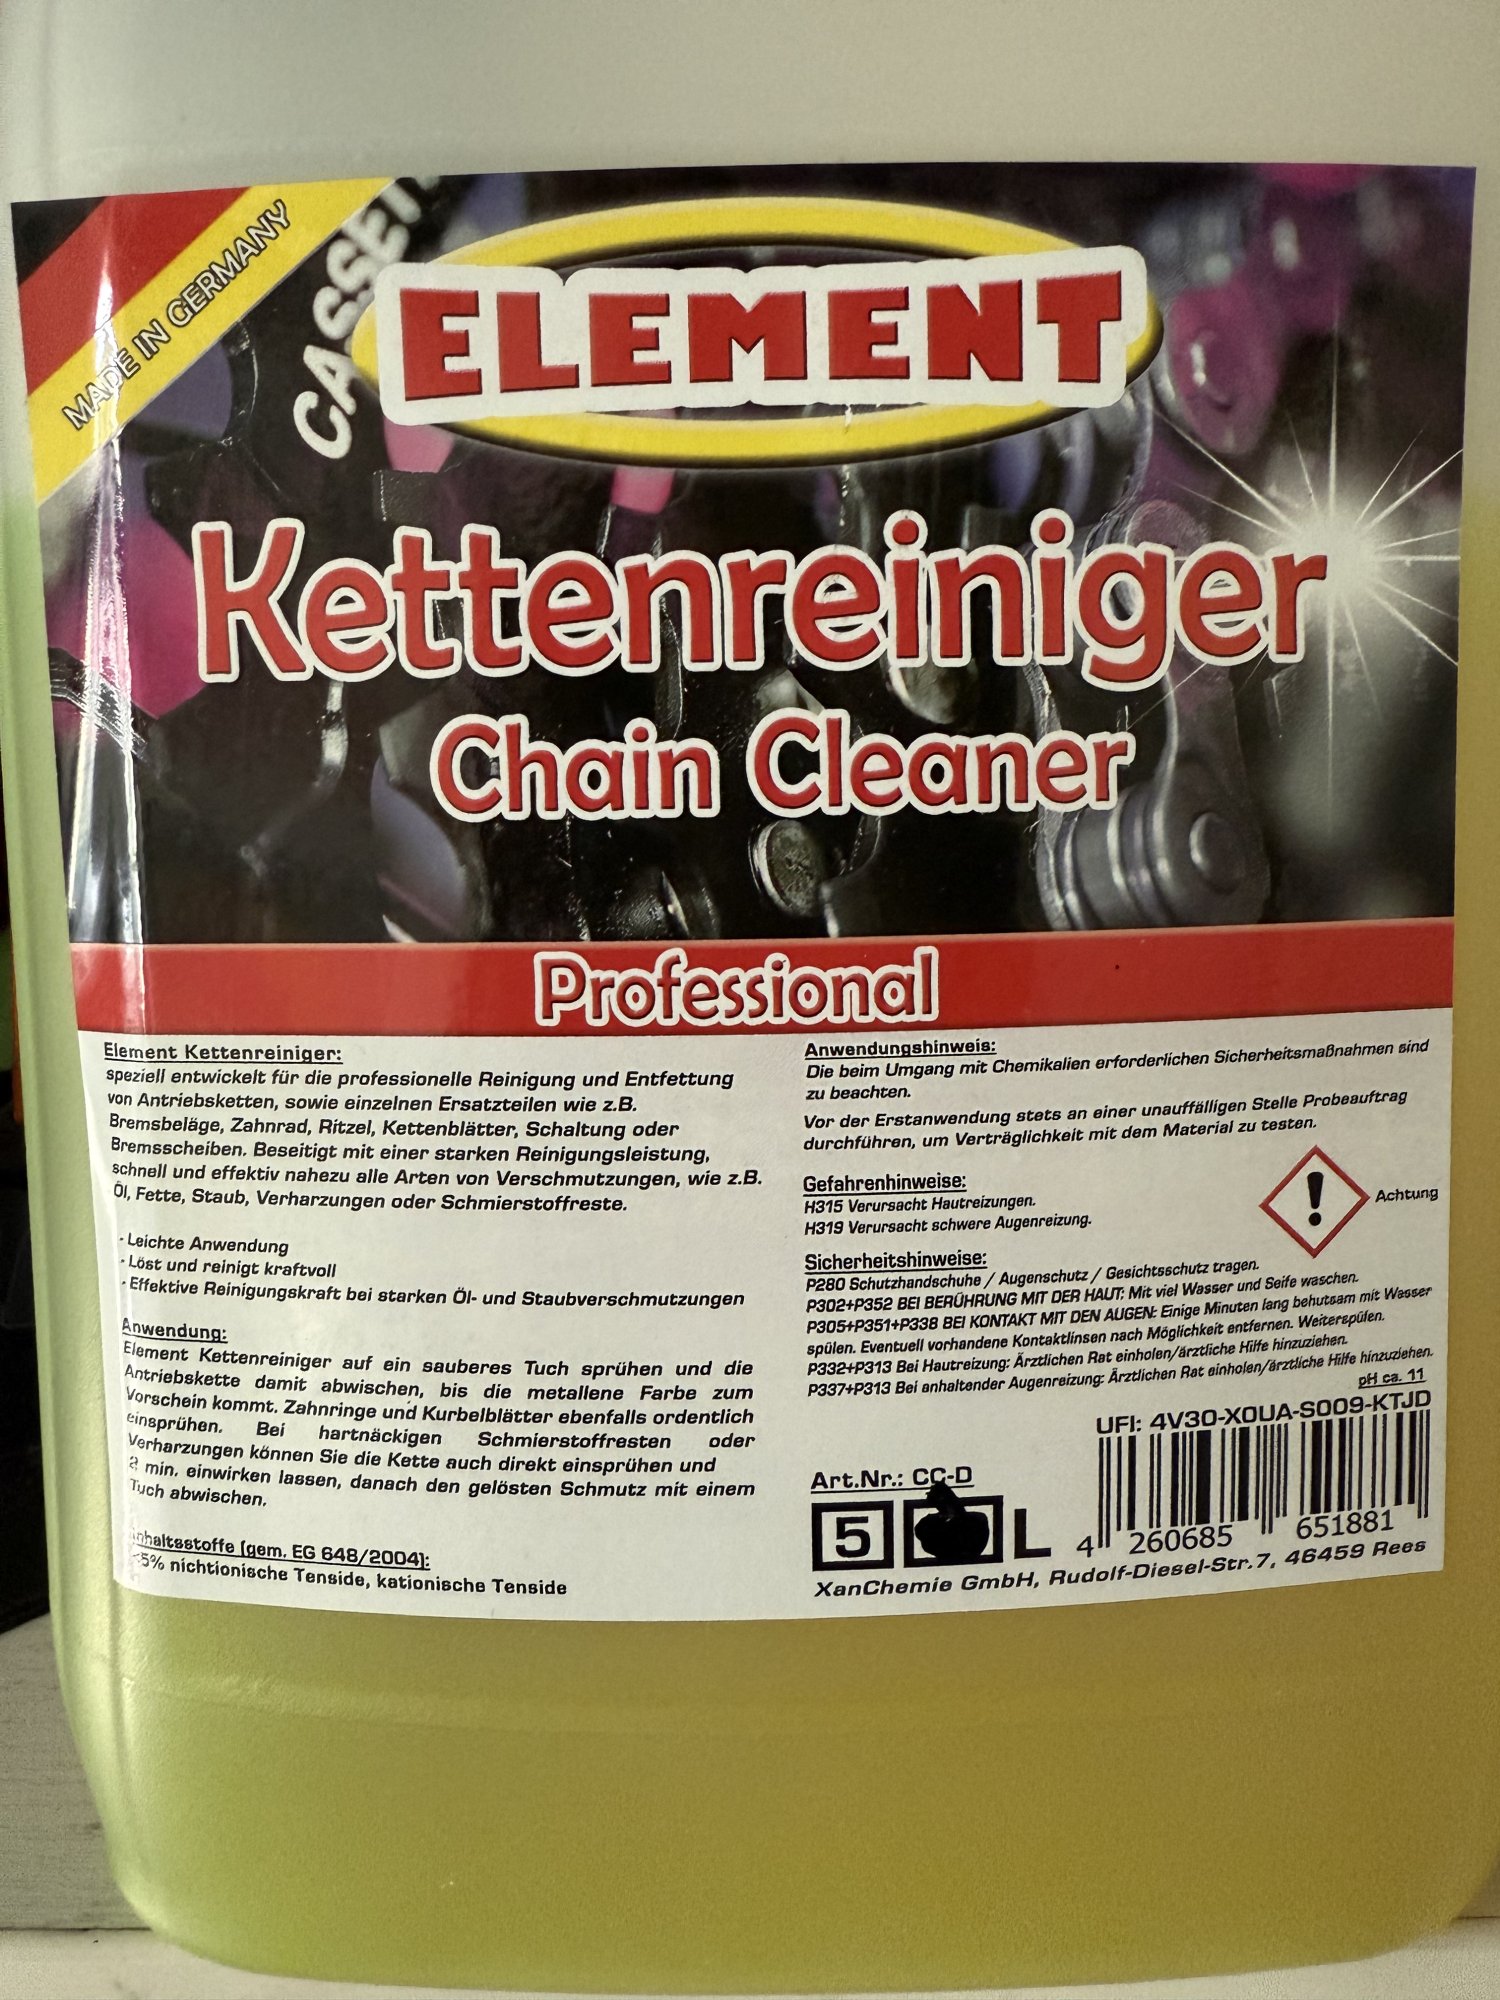 MADE IN GERMANY
ELEMENT
Kettenreiniger
Chain Cleaner
Professional
Element Kettenreiniger:
speziell entwickelt für die professionelle Reinigung und Entfettung
von Antriebsketten, sowie einzelnen Ersatzteilen wie z.B.
Bremsbeläge, Zahnrad, Ritzel, Kettenblätter, Schaltung oder
Bremsscheiben. Beseitigt mit einer starken Reinigungsleistung,
schnell und effektiv nahezu alle Arten von Verschmutzungen, wie z.B.
Öl, Fette, Staub, Verharzungen oder Schmierstoffreste.
- Leichte Anwendung
- Löst und reinigt kraftvoll
- Effektive Reinigungskraft bei starken Öl- und Staubverschmutzungen
Anwendung:
Element Kettenreiniger auf ein sauberes Tuch sprühen und die
Antriebskette damit abwischen, bis die metallene Farbe zum
Vorschein kommt. Zahnringe und Kurbelblätter ebenfalls ordentlich
einsprühen. Bei hartnäckigen Schmierstoffresten oder
Verharzungen können Sie die Kette auch direkt einsprühen und
2 min. einwirken lassen, danach den gelösten Schmutz mit einem
Tuch abwischen.
Inhaltsstoffe (gem. EG 648/2004):
5% nichtionische Tenside, kationische Tenside
Anwendungshinweis:
Die beim Umgang mit Chemikalien erforderlichen Sicherheitsmaßnahmen sind
zu beachten.
Vor der Erstanwendung stets an einer unauffälligen Stelle Probeauftrag
durchführen, um Verträglichkeit mit dem Material zu testen.
Gefahrenhinweise:
H315 Verursacht Hautreizungen.
H319 Verursacht schwere Augenreizung.
Achtung
Sicherheitshinweise:
P280 Schutzhandschuhe / Augenschutz / Gesichtsschutz tragen.
P302+P352 BEI BERÜHRUNG MIT DER HAUT: Mit viel Wasser und Seife waschen.
P305+P351+P338 BEI KONTAKT MIT DEN AUGEN: Einige Minuten lang behutsam mit Wasser
spülen. Eventuell vorhandene Kontaktlinsen nach Möglichkeit entfernen. Weiterspülen.
P332+P313 Bei Hautreizung: Ärztlichen Rat einholen/ärztliche Hilfe hinzuziehen.
P337+P313 Bei anhaltender Augenreizung: Ärztlichen Rat einholen/ärztliche Hilfe hinzuziehen.
pH ca. 11
UFI: 4V30-X0UA-S009-KTJD
Art.Nr.: CC-D
5 L
4 260685 651881
XanChemie GmbH, Rudolf-Diesel-Str.7, 46459 Rees